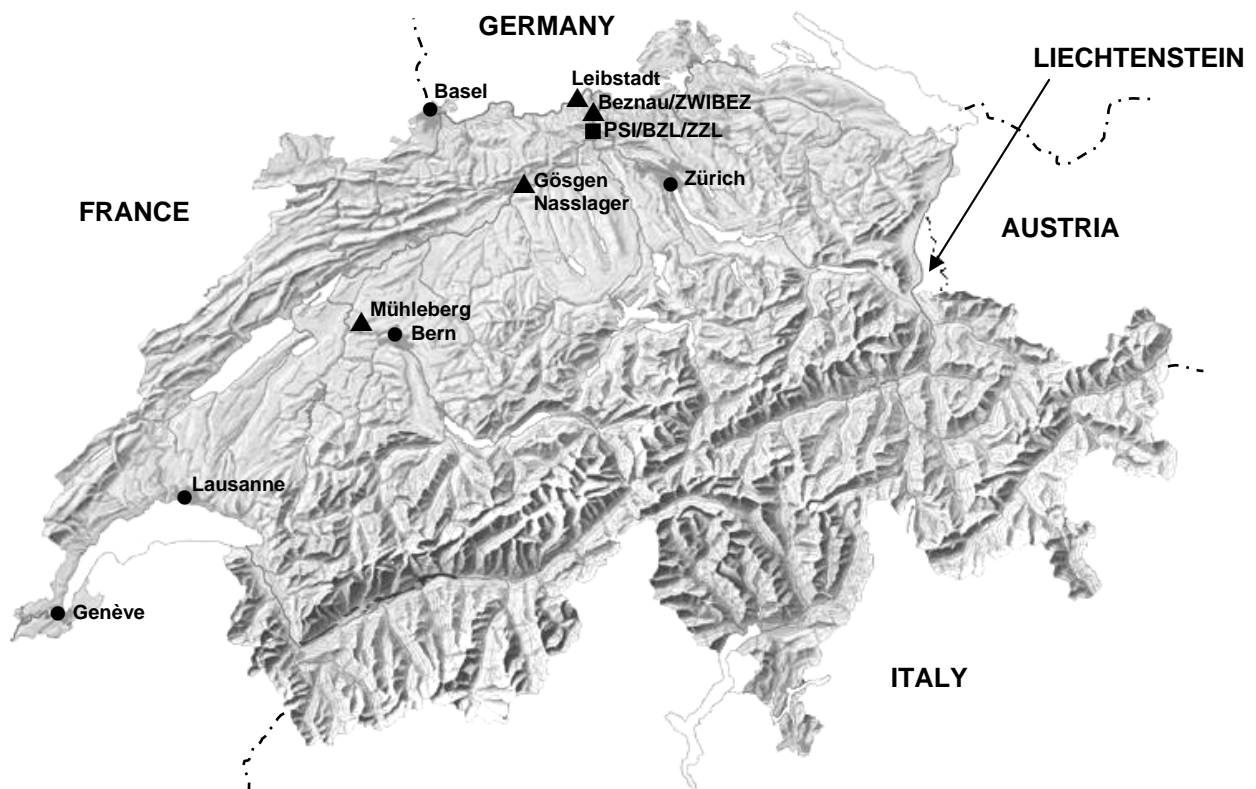 GERMANY
LIECHTENSTEIN
Leibstadt
Basel
Beznau/ZWIBEZ
PSI/BZL/ZZL
Gösgen
Nasslager
Zürich
FRANCE
AUSTRIA
Mühleberg
Bern
Lausanne
Genève
ITALY